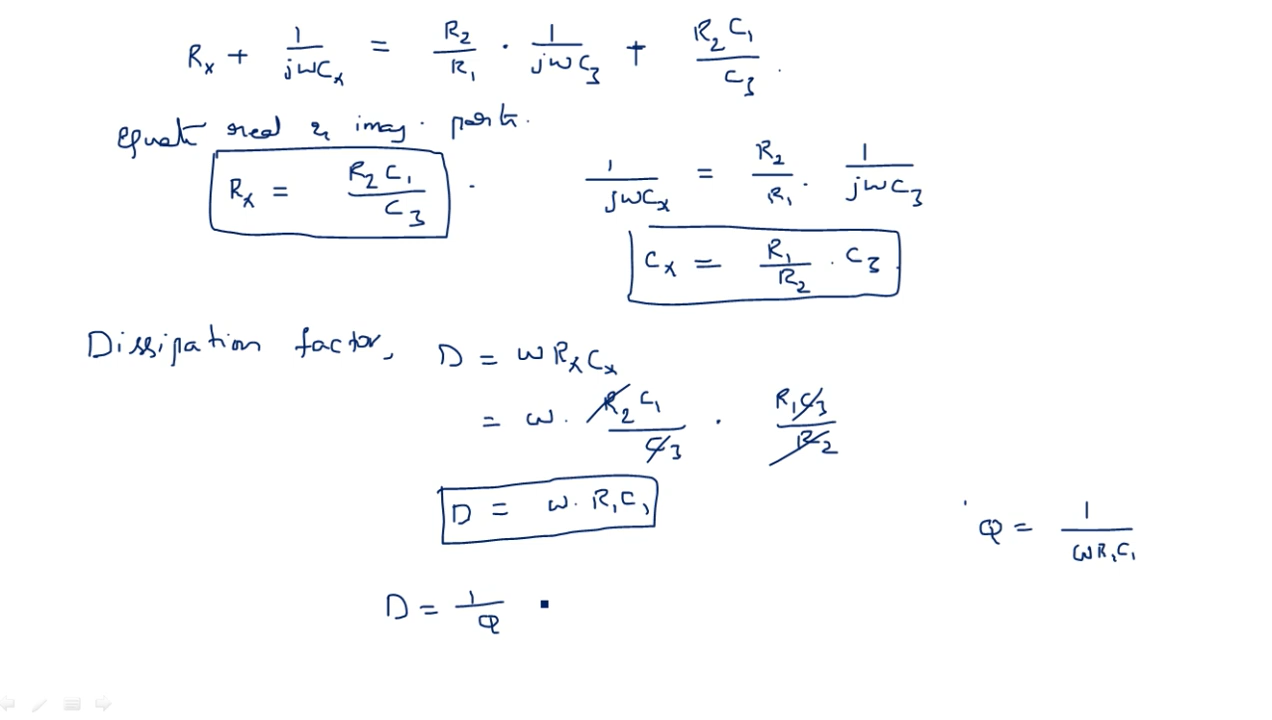 Rx + 1/jωCx = R2/R1 · 1/jωC3 + R2C1/C3 .
Equate real & imag. parts.
Rx = R2C1/C3 .
1/jωCx = R2/R1 . 1/jωC3
Cx = R1/R2 . C3
Dissipation factor, D = ωRxCx
= ω. R2C1/C3 . R1C3/R2
D = ω. R1C1
Q = 1/ωR1C1
D = 1/Q